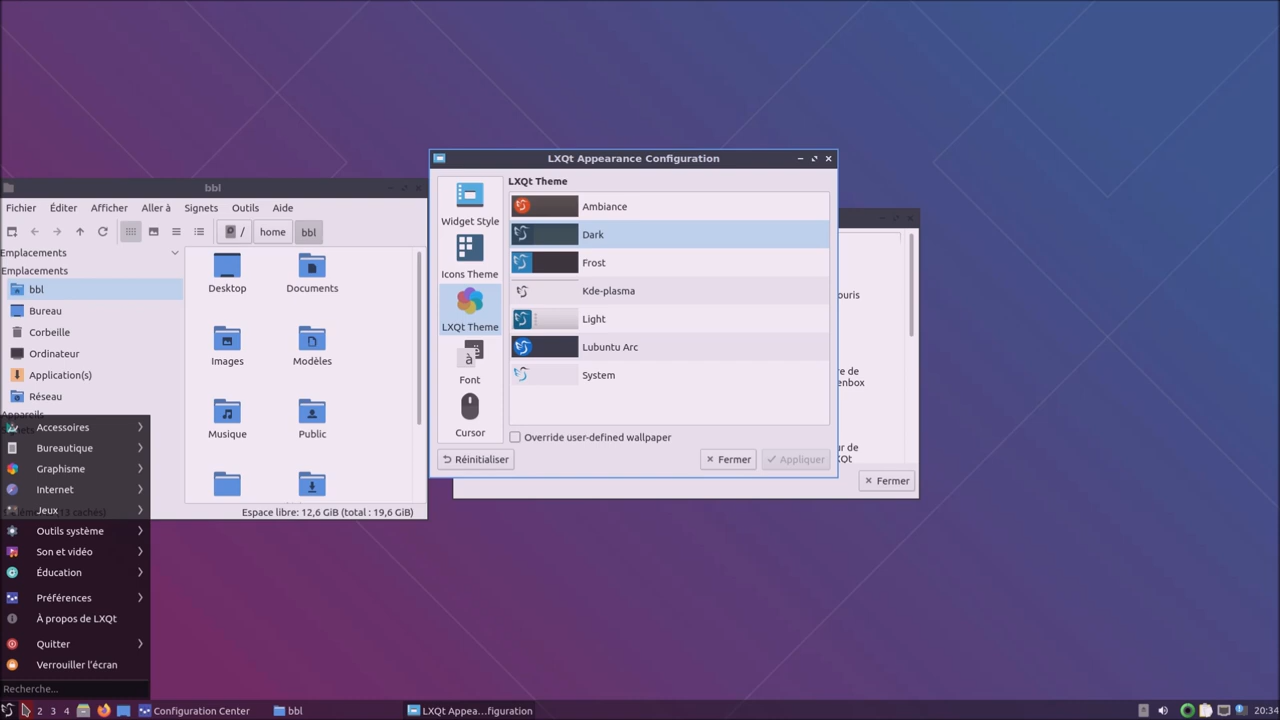 LXQt Appearance Configuration
LXQt Theme
Widget Style
Icons Theme
LXQt Theme
Font
Cursor
Ambiance
Dark
Frost
Kde-plasma
Light
Lubuntu Arc
System
Override user-defined wallpaper
Réinitialiser
Fermer
Appliquer
bbl
Fichier Éditer Afficher Aller à Signets Outils Aide
/ home bbl
Emplacements
Emplacements
bbl
Bureau
Corbeille
Ordinateur
Application(s)
Réseau
Appareils
Desktop Documents
Images Modèles
Musique Public
cachés)
Espace libre: 12,6 GiB (total : 19,6 GiB)
ouris
re de
enbox
ur de
XQt
Fermer
Accessoires
Bureautique
Graphisme
Internet
Jeux
Outils système
Son et vidéo
Éducation
Préférences
À propos de LXQt
Quitter
Verrouiller l'écran
Recherche...
2 3 4 Configuration Center bbl LXQt Appea...figuration 20:34